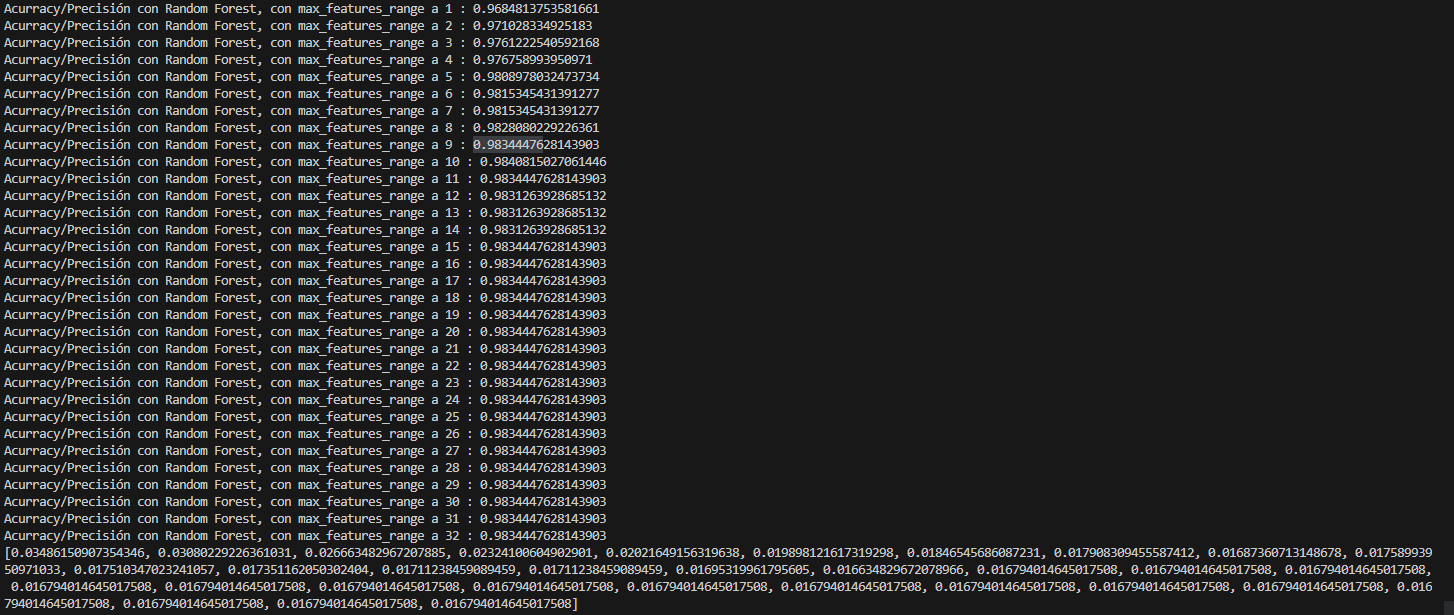 Acurracy/Precisión con Random Forest, con max_features_range a 1 : 0.9684813753581661
Acurracy/Precisión con Random Forest, con max_features_range a 2 : 0.971028334925183
Acurracy/Precisión con Random Forest, con max_features_range a 3 : 0.9761222540592168
Acurracy/Precisión con Random Forest, con max_features_range a 4 : 0.976758993950971
Acurracy/Precisión con Random Forest, con max_features_range a 5 : 0.9808978032473734
Acurracy/Precisión con Random Forest, con max_features_range a 6 : 0.9815345431391277
Acurracy/Precisión con Random Forest, con max_features_range a 7 : 0.9815345431391277
Acurracy/Precisión con Random Forest, con max_features_range a 8 : 0.9828080229226361
Acurracy/Precisión con Random Forest, con max_features_range a 9 : 0.9834447628143903
Acurracy/Precisión con Random Forest, con max_features_range a 10 : 0.9840815027061446
Acurracy/Precisión con Random Forest, con max_features_range a 11 : 0.9834447628143903
Acurracy/Precisión con Random Forest, con max_features_range a 12 : 0.9831263928685132
Acurracy/Precisión con Random Forest, con max_features_range a 13 : 0.9831263928685132
Acurracy/Precisión con Random Forest, con max_features_range a 14 : 0.9831263928685132
Acurracy/Precisión con Random Forest, con max_features_range a 15 : 0.9834447628143903
Acurracy/Precisión con Random Forest, con max_features_range a 16 : 0.9834447628143903
Acurracy/Precisión con Random Forest, con max_features_range a 17 : 0.9834447628143903
Acurracy/Precisión con Random Forest, con max_features_range a 18 : 0.9834447628143903
Acurracy/Precisión con Random Forest, con max_features_range a 19 : 0.9834447628143903
Acurracy/Precisión con Random Forest, con max_features_range a 20 : 0.9834447628143903
Acurracy/Precisión con Random Forest, con max_features_range a 21 : 0.9834447628143903
Acurracy/Precisión con Random Forest, con max_features_range a 22 : 0.9834447628143903
Acurracy/Precisión con Random Forest, con max_features_range a 23 : 0.9834447628143903
Acurracy/Precisión con Random Forest, con max_features_range a 24 : 0.9834447628143903
Acurracy/Precisión con Random Forest, con max_features_range a 25 : 0.9834447628143903
Acurracy/Precisión con Random Forest, con max_features_range a 26 : 0.9834447628143903
Acurracy/Precisión con Random Forest, con max_features_range a 27 : 0.9834447628143903
Acurracy/Precisión con Random Forest, con max_features_range a 28 : 0.9834447628143903
Acurracy/Precisión con Random Forest, con max_features_range a 29 : 0.9834447628143903
Acurracy/Precisión con Random Forest, con max_features_range a 30 : 0.9834447628143903
Acurracy/Precisión con Random Forest, con max_features_range a 31 : 0.9834447628143903
Acurracy/Precisión con Random Forest, con max_features_range a 32 : 0.9834447628143903
[0.03486150907354346, 0.03080229226361031, 0.026663482967207885, 0.02324100604902901, 0.02021649156319638, 0.019898121617319298, 0.01846545686087231, 0.017908309455587412, 0.01687360713148678, 0.017589939
50971033, 0.017510347023241057, 0.017351162050302404, 0.01711238459089459, 0.01711238459089459, 0.01695319961795605, 0.016634829672078966, 0.016794014645017508, 0.016794014645017508, 0.016794014645017508,
0.016794014645017508, 0.016794014645017508, 0.016794014645017508, 0.016794014645017508, 0.016794014645017508, 0.016794014645017508, 0.016794014645017508, 0.016794014645017508, 0.016794014645017508, 0.016
794014645017508, 0.016794014645017508, 0.016794014645017508, 0.016794014645017508]